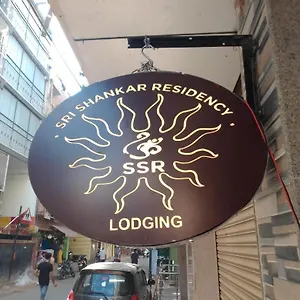 • SRI SHANKAR RESIDENCY •
SSR
LODGING